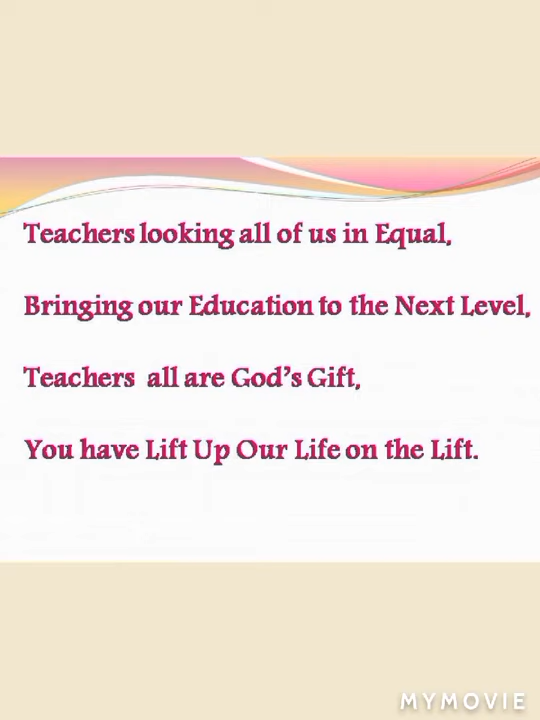 Teachers looking all of us in Equal,
Bringing our Education to the Next Level,
Teachers all are God's Gift,
You have Lift Up Our Life on the Lift.
MYMOVIE